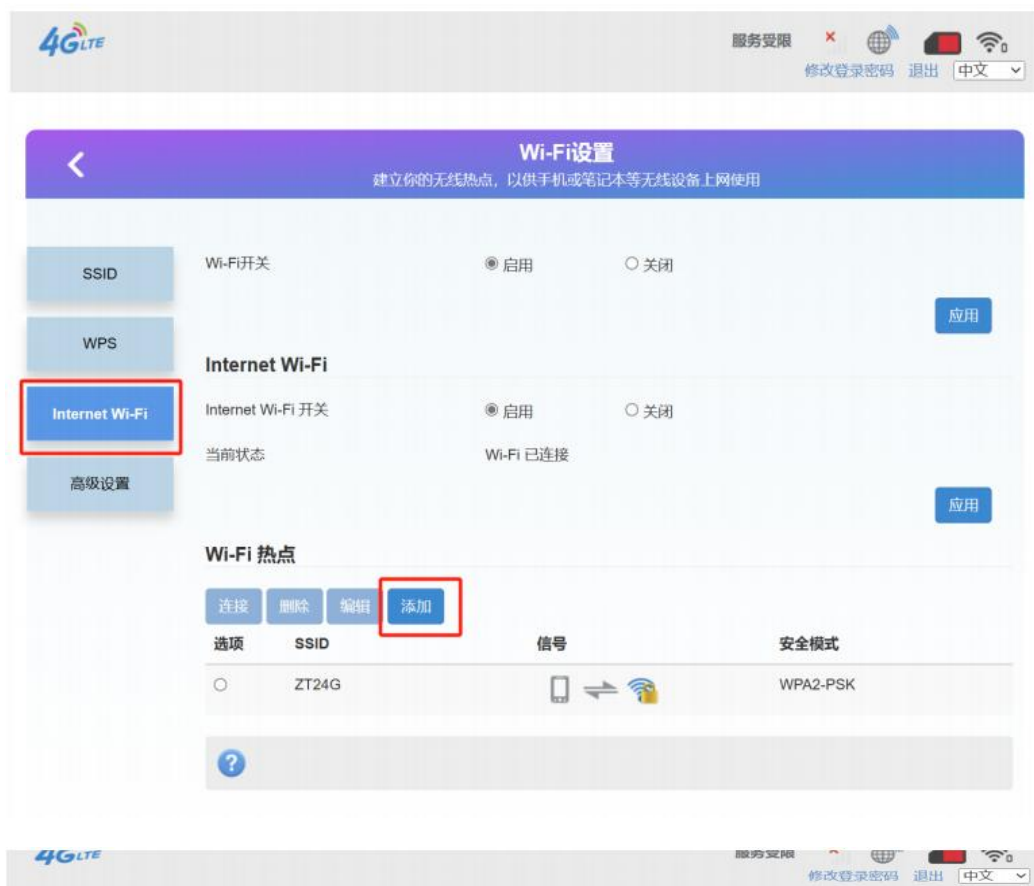 4GLTE
服务受限
修改登录密码 退出 中文
Wi-Fi设置
建立你的无线热点，以供手机或笔记本等无线设备上网使用
SSID
WPS
Internet Wi-Fi
高级设置
Wi-Fi开关 启用 关闭
应用
Internet Wi-Fi
Internet Wi-Fi 开关 启用 关闭
当前状态 Wi-Fi 已连接
应用
Wi-Fi 热点
连接 删除 编辑 添加
选项 SSID 信号 安全模式
ZT24G WPA2-PSK
4GLTE
服务受限
修改登录密码 退出 中文